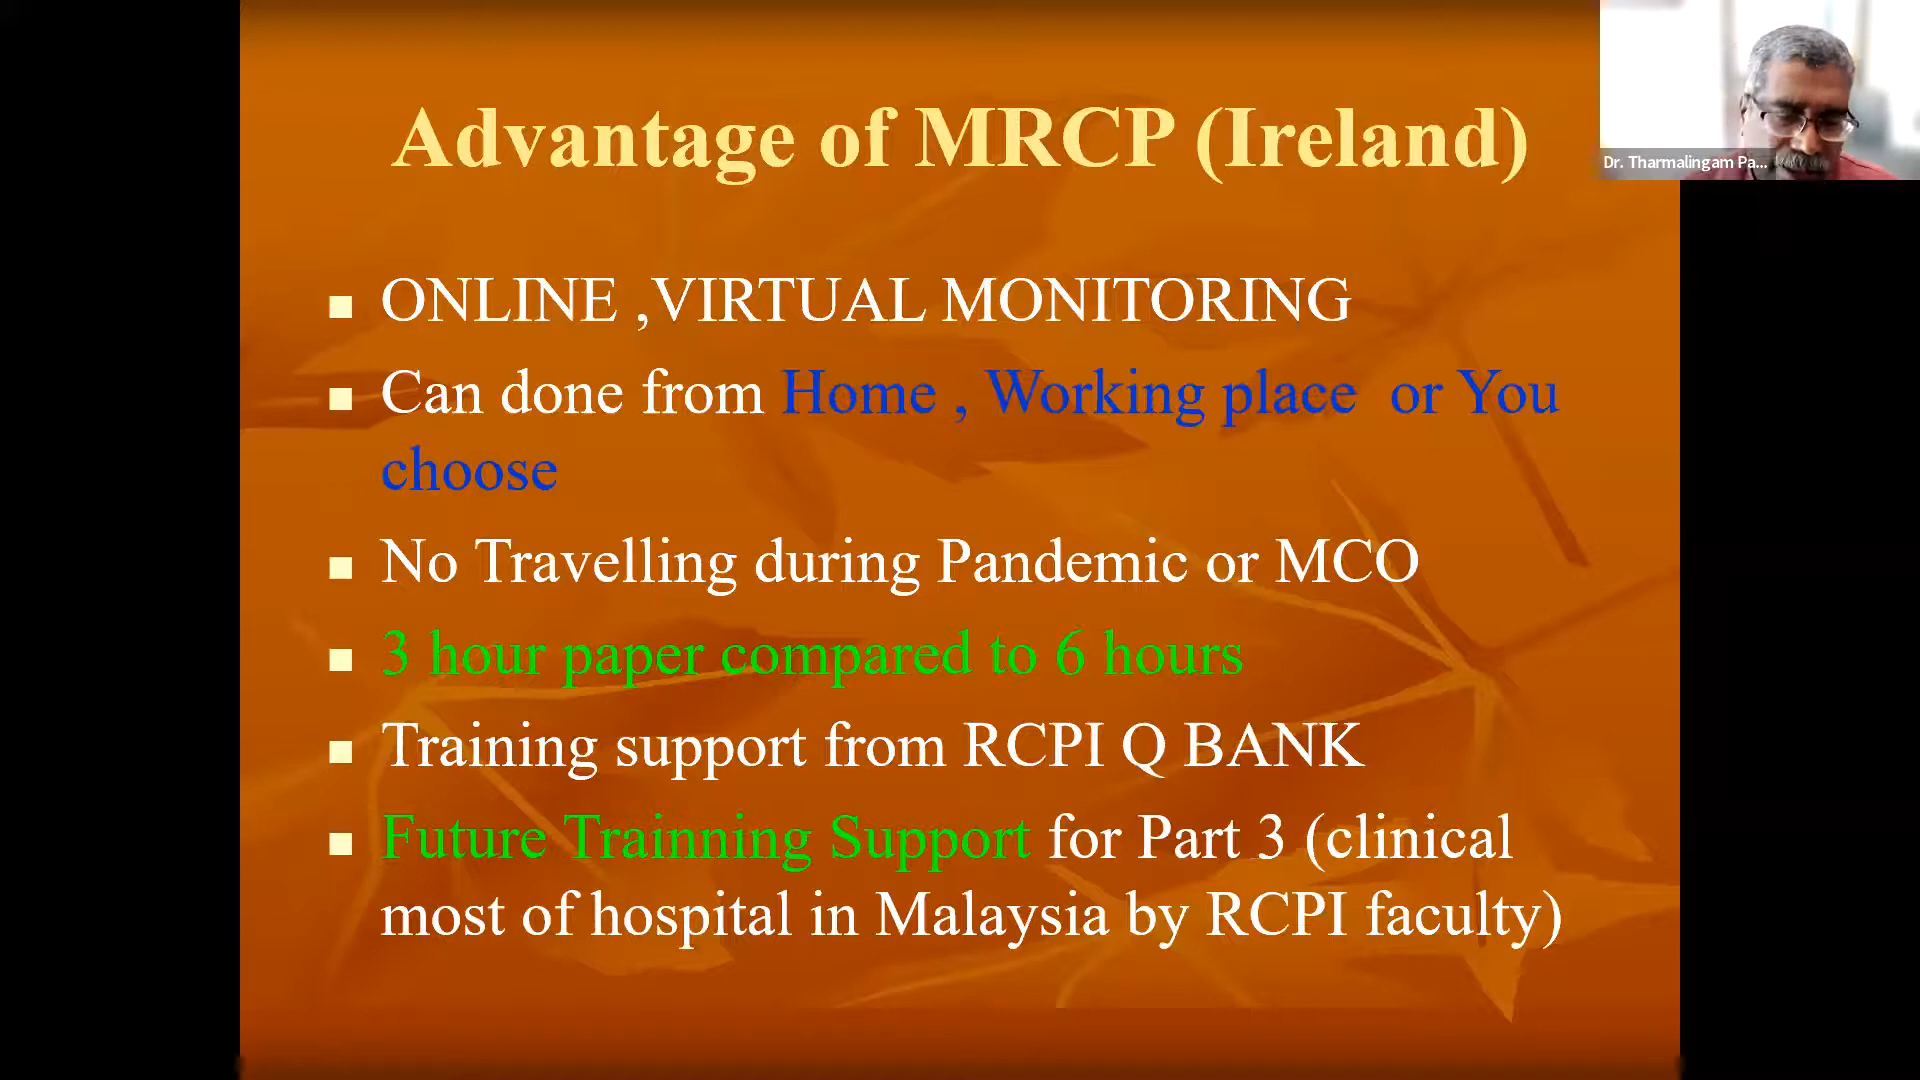 Advantage of MRCP (Ireland)
Dr. Tharmalingam Pa...
ONLINE ,VIRTUAL MONITORING
Can done from Home , Working place or You
choose
No Travelling during Pandemic or MCO
3 hour paper compared to 6 hours
Training support from RCPI Q BANK
Future Trainning Support for Part 3 (clinical
most of hospital in Malaysia by RCPI faculty)